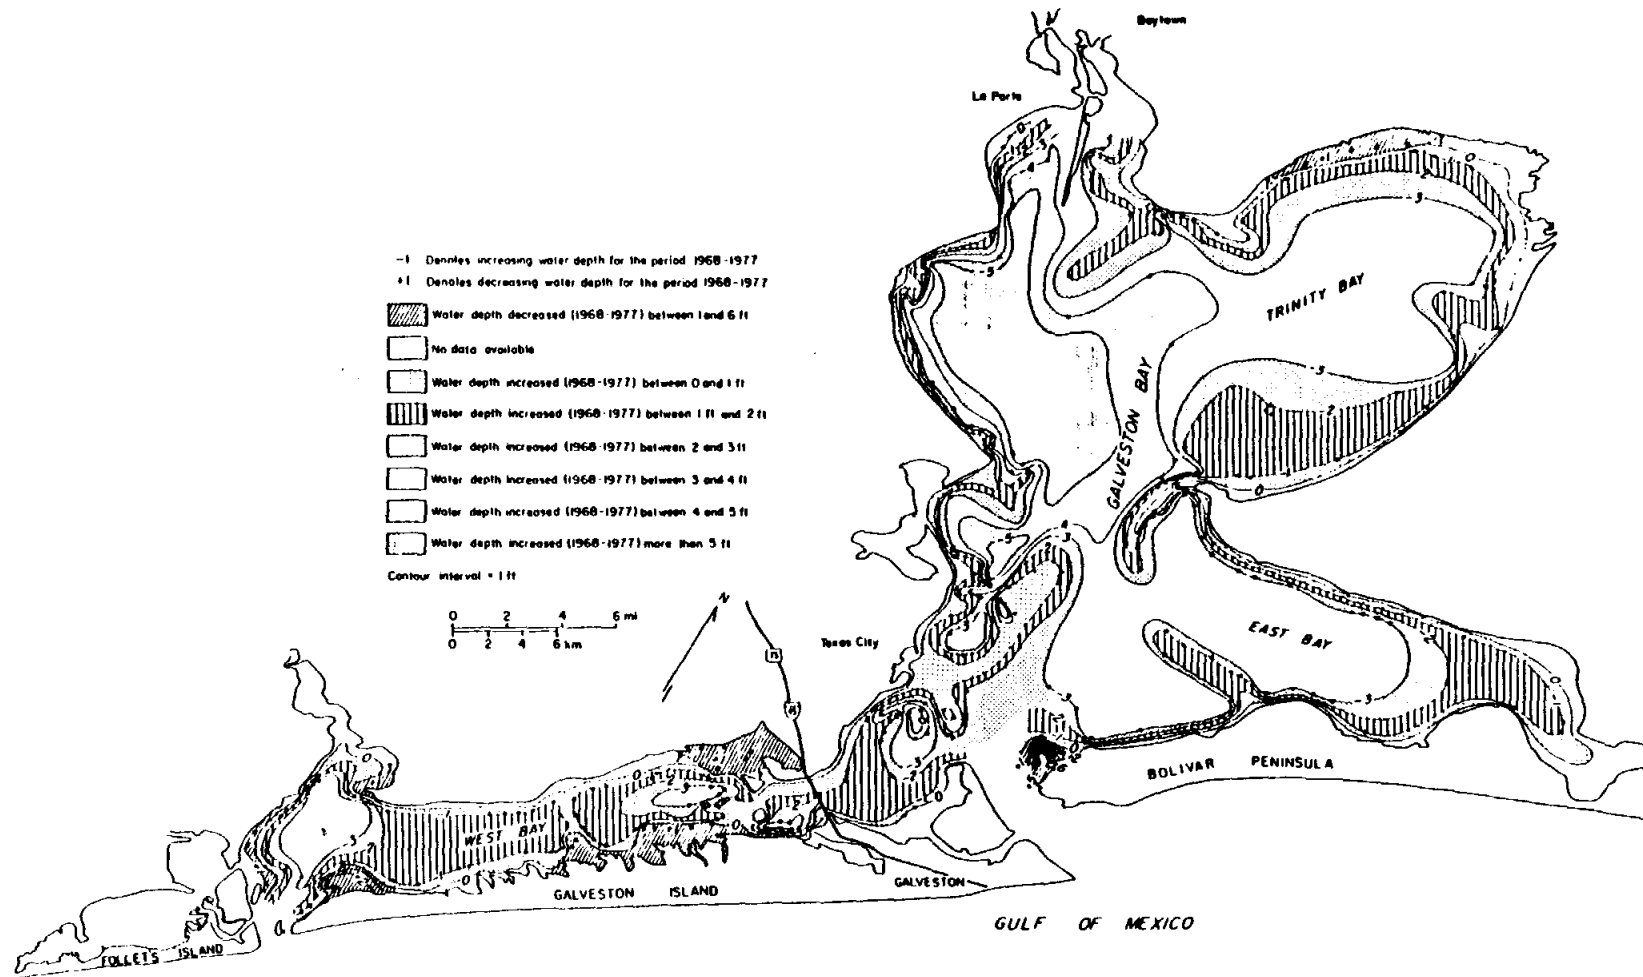 Baytown
La Porte
-1 Denotes increasing water depth for the period 1968-1977
+1 Denotes decreasing water depth for the period 1968-1977
Water depth decreased (1968-1977) between 1 and 6 ft
No data available
Water depth increased (1968-1977) between 0 and 1 ft
Water depth increased (1968-1977) between 1 ft and 2 ft
Water depth increased (1968-1977) between 2 and 3 ft
Water depth increased (1968-1977) between 3 and 4 ft
Water depth increased (1968-1977) between 4 and 5 ft
Water depth increased (1968-1977) more than 5 ft
Contour interval = 1 ft
0 2 4 6 mi
0 2 4 6 km
N
TRINITY BAY
GALVESTON BAY
Texas City
EAST BAY
BOLIVAR PENINSULA
WEST BAY
GALVESTON ISLAND
GALVESTON
GULF OF MEXICO
FOLLETS ISLAND